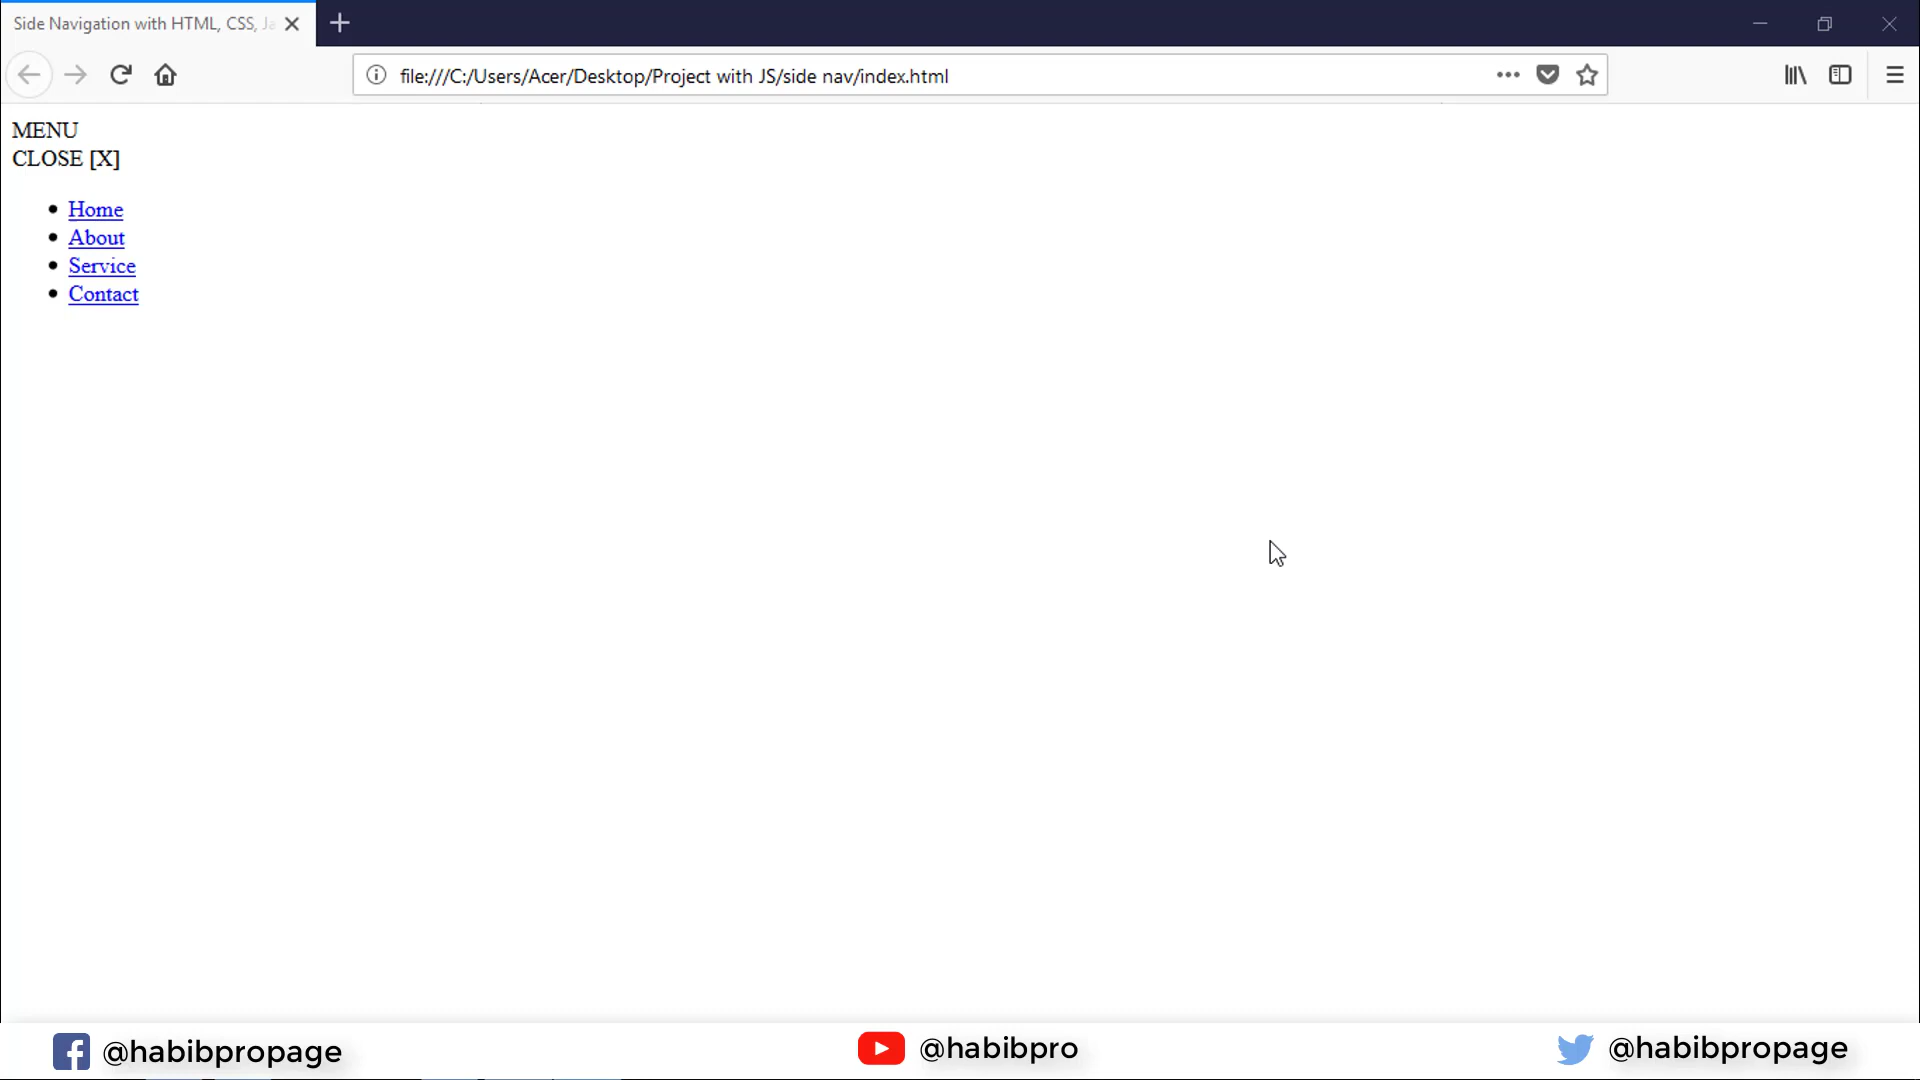 Side Navigation with HTML, CSS, Ja
file:///C:/Users/Acer/Desktop/Project with JS/side nav/index.html
MENU
CLOSE [X]
Home
About
Service
Contact
@habibpropage
@habibpro
@habibpropage